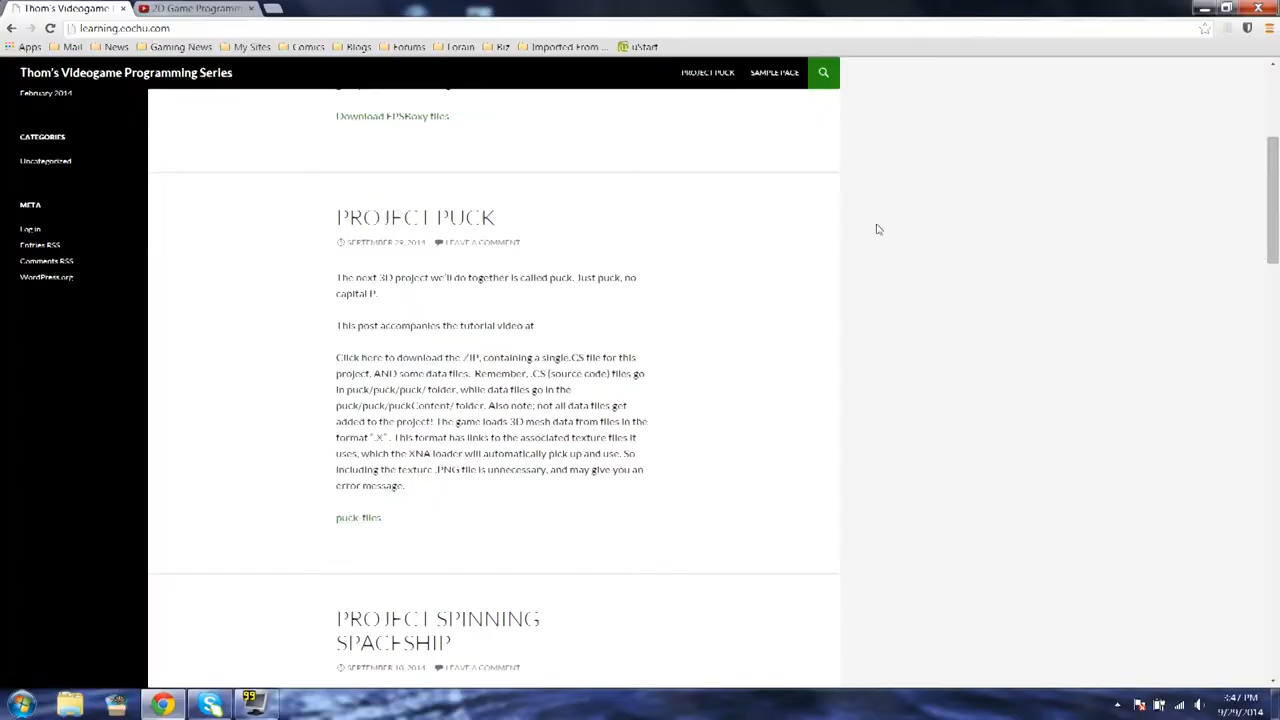 Thom's Videogame
2D Game Programm
learning.eochu.com
Apps Mail News Gaming News My Sites Comics Blogs Forums Lorain Biz Imported From ... uStart
Thom's Videogame Programming Series
PROJECT PUCK SAMPLE PAGE
February 2014
CATEGORIES
Uncategorized
META
Log in
Entries RSS
Comments RSS
WordPress.org
Download FPSBoxy files
PROJECT PUCK
SEPTEMBER 29, 2014 LEAVE A COMMENT
The next 3D project we'll do together is called puck. Just puck, no
capital P.
This post accompanies the tutorial video at
Click here to download the ZIP, containing a single.CS file for this
project, AND some data files. Remember, .CS (source code) files go
in puck/puck/puck/ folder, while data files go in the
puck/puck/puckContent/ folder. Also note; not all data files get
added to the project! The game loads 3D mesh data from files in the
format ".X" . This format has links to the associated texture files it
uses, which the XNA loader will automatically pick up and use. So
including the texture .PNG file is unnecessary, and may give you an
error message.
puck-files
PROJECT SPINNING
SPACESHIP
SEPTEMBER 10, 2014 LEAVE A COMMENT
99
3:47 PM
9/29/2014